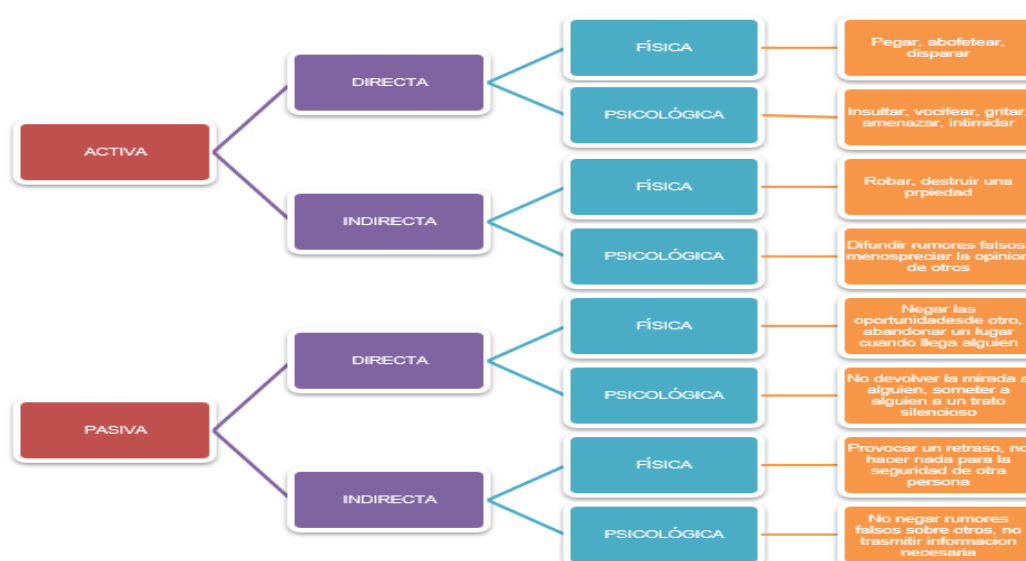 ACTIVA
DIRECTA
FÍSICA
Pegar, abofetear,
disparar
PSICOLÓGICA
Insultar, vocifear, gritar,
amenazar, intimidar
INDIRECTA
FÍSICA
Robar, destruir una
prpiedad
PSICOLÓGICA
Difundir rumores falsos,
menospreciar la opinion
de otros
PASIVA
DIRECTA
FÍSICA
Negar las
oportunidadesde otro,
abandonar un lugar
cuando llega alguien
PSICOLÓGICA
No devolver la mirada a
alguien, someter a
alguien a un trato
silencioso
INDIRECTA
FÍSICA
Provocar un retraso, no
hacer nada para la
seguridad de otra
persona
PSICOLÓGICA
No negar rumores
falsos sobre otros, no
trasmitir informacion
necesaria